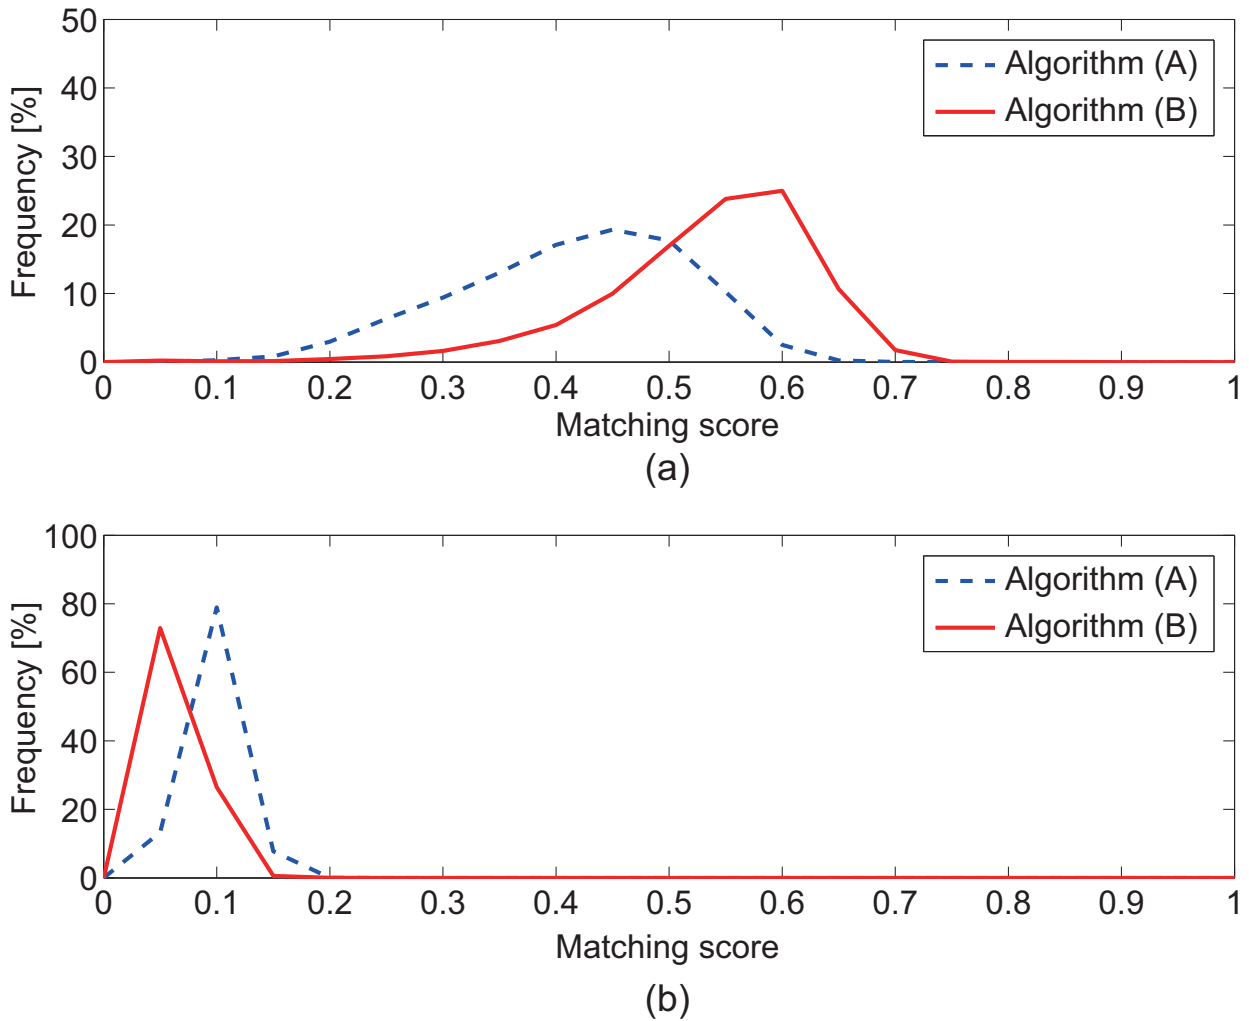 50
40
30
20
10
0
Frequency [%]
Algorithm (A)
Algorithm (B)
0 0.1 0.2 0.3 0.4 0.5 0.6 0.7 0.8 0.9 1
Matching score
(a)
100
80
60
40
20
0
Frequency [%]
Algorithm (A)
Algorithm (B)
0 0.1 0.2 0.3 0.4 0.5 0.6 0.7 0.8 0.9 1
Matching score
(b)